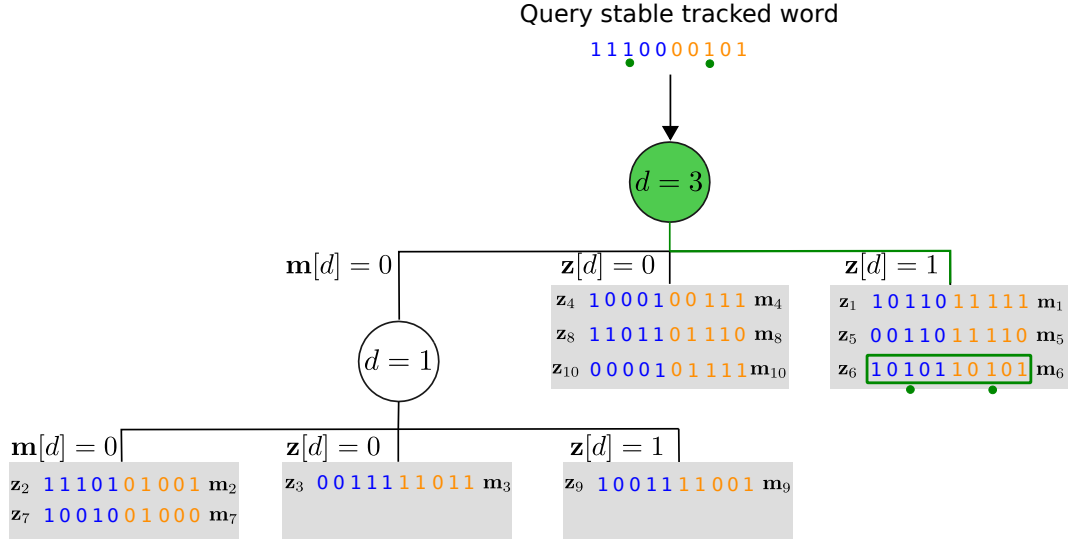 Query stable tracked word
1 1 1 0 0 0 0 1 0 1
d = 3
m[d] = 0
z[d] = 0
z[d] = 1
z₄ 1 0 0 0 1 0 0 1 1 1 m₄
z₈ 1 1 0 1 1 0 1 1 1 0 m₈
z₁₀ 0 0 0 0 1 0 1 1 1 1 m₁₀
z₁ 1 0 1 1 0 1 1 1 1 1 m₁
z₅ 0 0 1 1 0 1 1 1 1 0 m₅
z₆ 1 0 1 0 1 1 0 1 0 1 m₆
d = 1
m[d] = 0
z[d] = 0
z[d] = 1
z₂ 1 1 1 0 1 0 1 0 0 1 m₂
z₇ 1 0 0 1 0 0 1 0 0 0 m₇
z₃ 0 0 1 1 1 1 1 0 1 1 m₃
z₉ 1 0 0 1 1 1 1 0 0 1 m₉